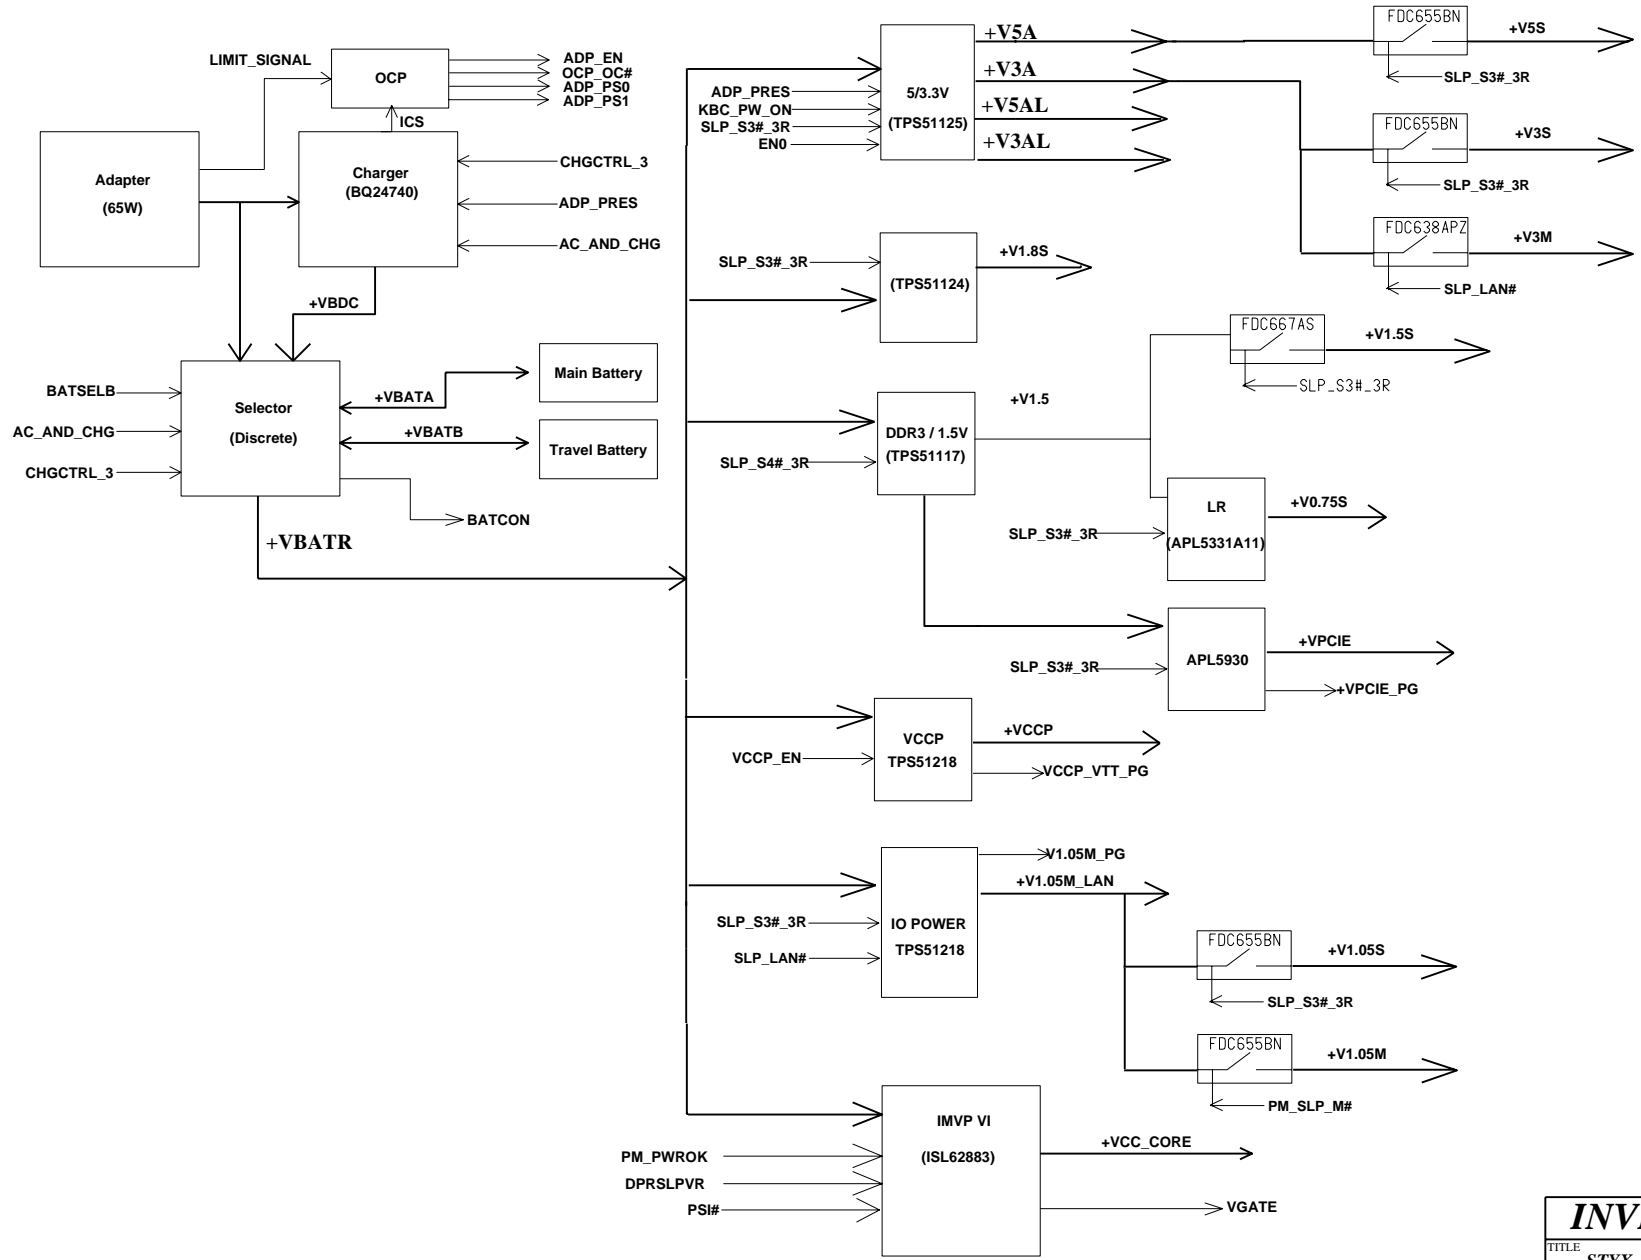 LIMIT_SIGNAL
OCP
ADP_EN
OCP_OC#
ADP_PS0
ADP_PS1
ICS
Adapter
(65W)
Charger
(BQ24740)
CHGCTRL_3
ADP_PRES
AC_AND_CHG
+VBDC
BATSELB
AC_AND_CHG
CHGCTRL_3
Selector
(Discrete)
+VBATA
Main Battery
+VBATB
Travel Battery
BATCON
+VBATR
ADP_PRES
KBC_PW_ON
SLP_S3#_3R
EN0
5/3.3V
(TPS51125)
+V5A
+V3A
+V5AL
+V3AL
FDC655BN
+V5S
SLP_S3#_3R
FDC655BN
+V3S
SLP_S3#_3R
FDC638APZ
+V3M
SLP_LAN#
SLP_S3#_3R
(TPS51124)
+V1.8S
SLP_S4#_3R
DDR3 / 1.5V
(TPS51117)
+V1.5
FDC667AS
+V1.5S
SLP_S3#_3R
SLP_S3#_3R
LR
(APL5331A11)
+V0.75S
SLP_S3#_3R
APL5930
+VPCIE
+VPCIE_PG
VCCP_EN
VCCP
TPS51218
+VCCP
VCCP_VTT_PG
SLP_S3#_3R
SLP_LAN#
IO POWER
TPS51218
V1.05M_PG
+V1.05M_LAN
FDC655BN
+V1.05S
SLP_S3#_3R
FDC655BN
+V1.05M
PM_SLP_M#
PM_PWROK
DPRSLPVR
PSI#
IMVP VI
(ISL62883)
+VCC_CORE
VGATE
TITLE